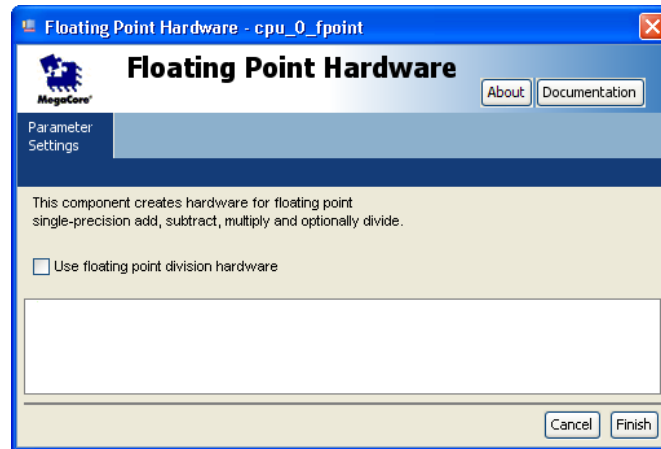 Floating Point Hardware - cpu_0_fpoint
MegaCore®
Floating Point Hardware
About
Documentation
Parameter
Settings
This component creates hardware for floating point
single-precision add, subtract, multiply and optionally divide.
Use floating point division hardware
Cancel
Finish